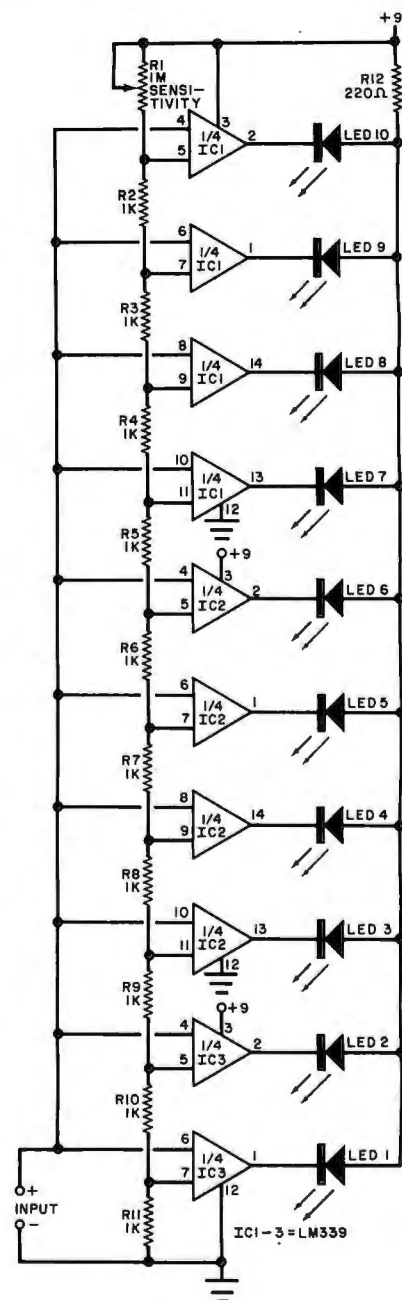 +9
R1
1M
SENSI-
TIVITY
R12
220Ω
4
3
1/4
IC1
2
LED 10
5
R2
1K
6
1/4
IC1
1
LED 9
7
R3
1K
8
1/4
IC1
14
LED 8
9
R4
1K
10
1/4
IC1
13
LED 7
11
12
R5
1K
+9
4
3
1/4
IC2
2
LED 6
5
R6
1K
6
1/4
IC2
1
LED 5
7
R7
1K
8
1/4
IC2
14
LED 4
9
R8
1K
10
1/4
IC2
13
LED 3
11
12
R9
1K
+9
4
3
1/4
IC3
2
LED 2
5
R10
1K
6
1/4
IC3
1
LED 1
7
12
+
INPUT
-
R11
1K
IC1-3=LM339